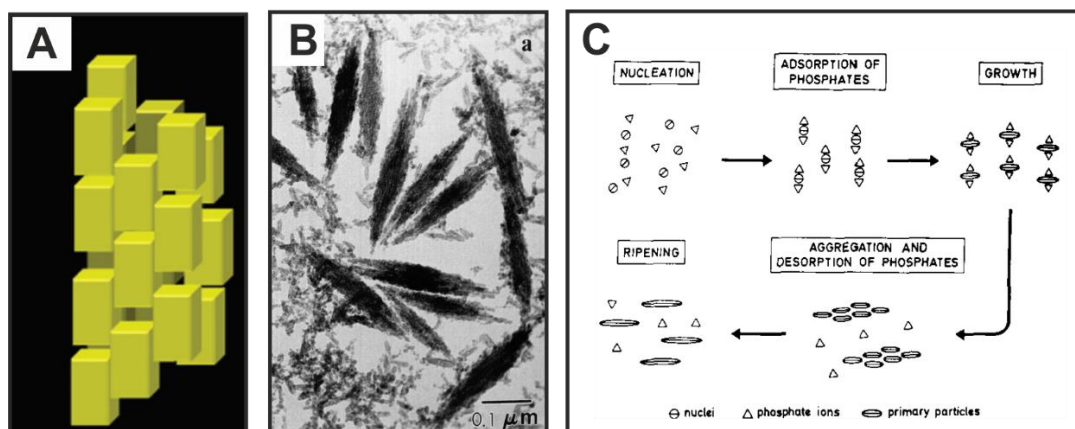 A
B
a
0.1 μm
C
NUCLEATION
ADSORPTION OF
PHOSPHATES
GROWTH
RIPENING
AGGREGATION AND
DESORPTION OF PHOSPHATES
nuclei
phosphate ions
primary particles